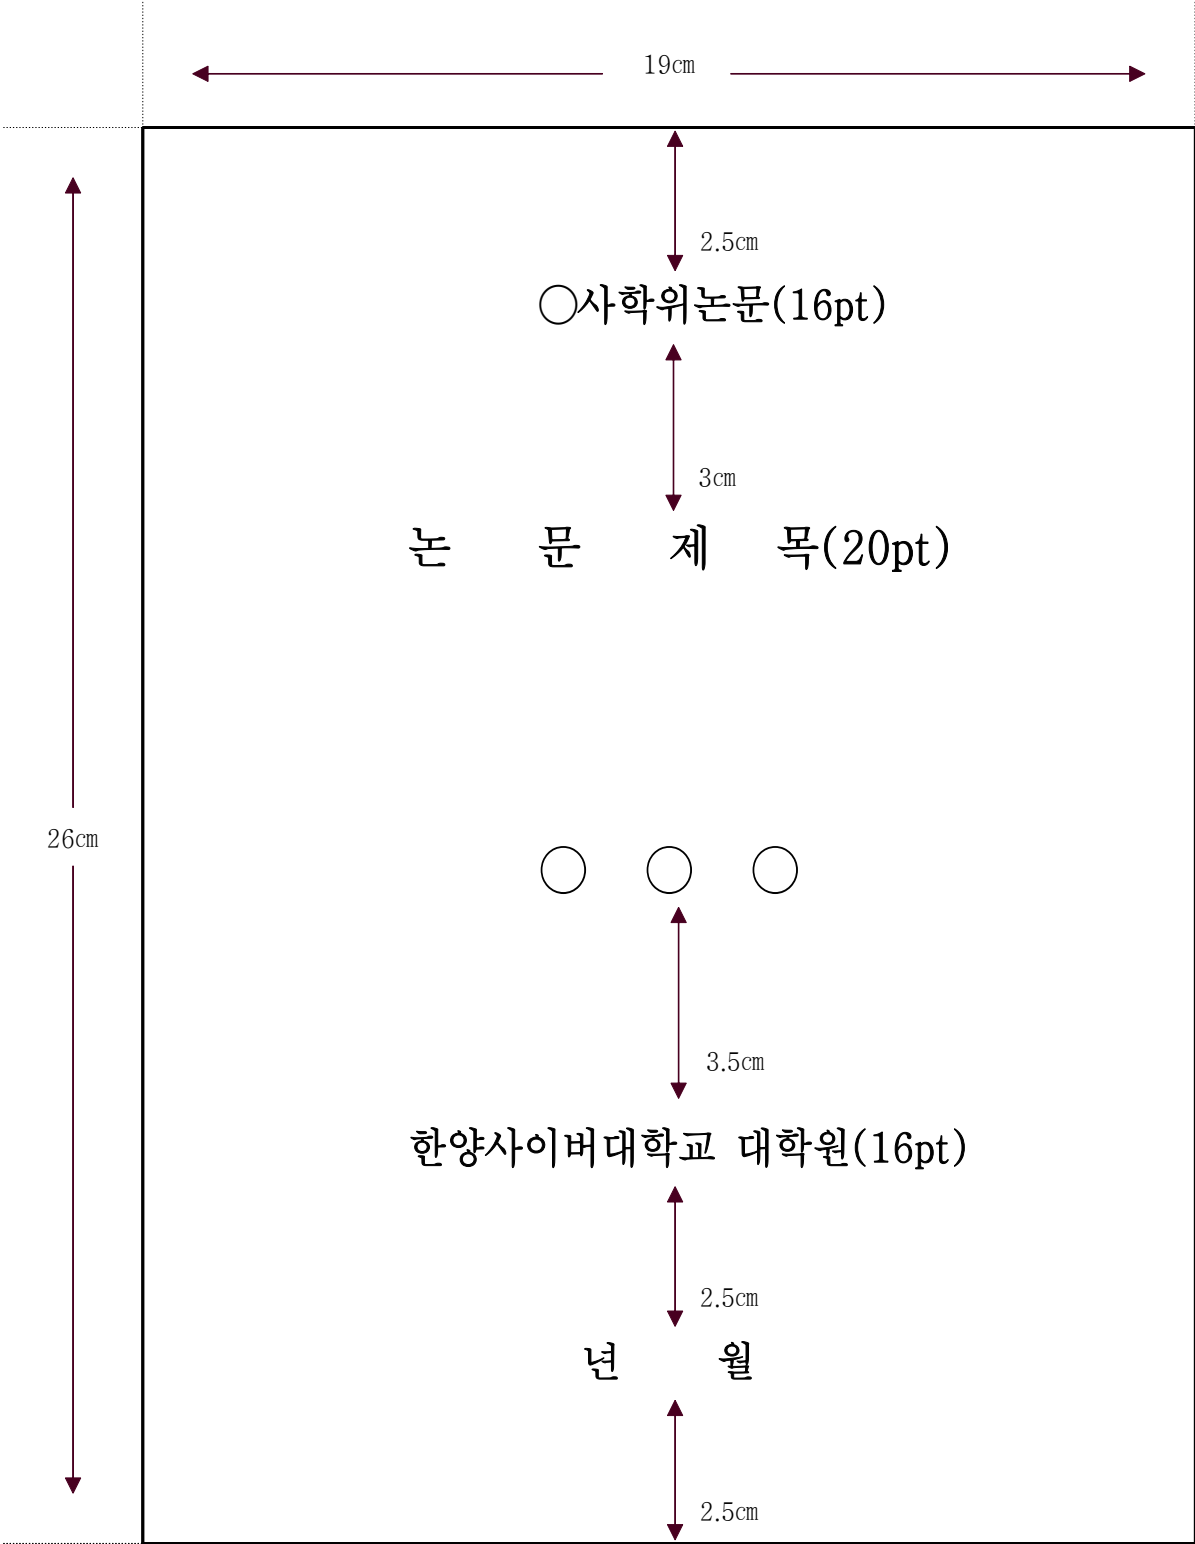 19cm
2.5cm
○사학위논문(16pt)
3cm
논 문 제 목(20pt)
26cm
○ ○ ○
3.5cm
한양사이버대학교 대학원(16pt)
2.5cm
년 월
2.5cm